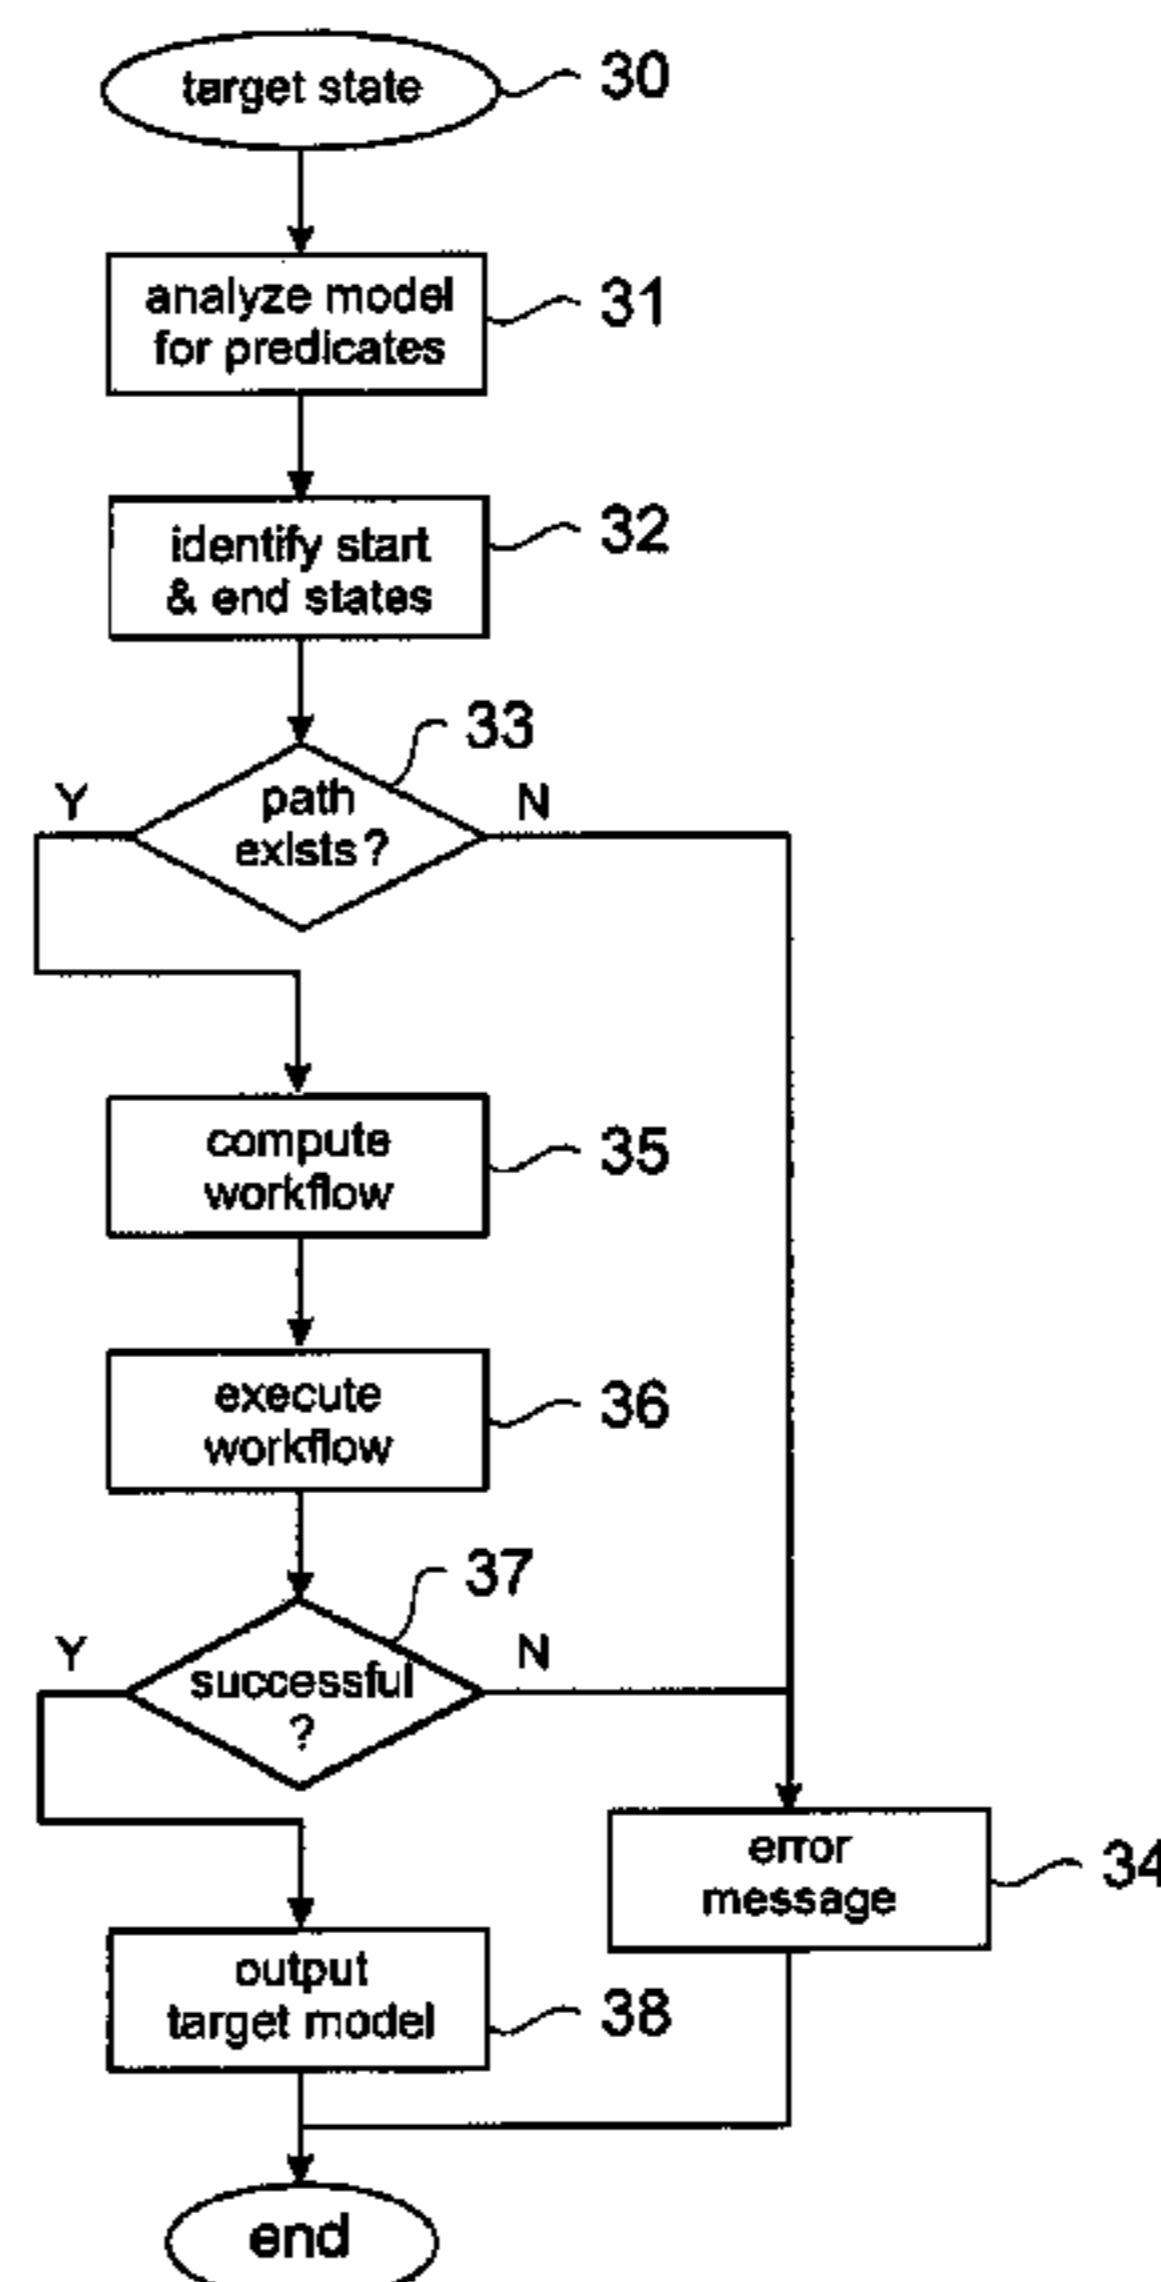 target state
30
analyze model
for predicates
31
identify start
& end states
32
33
Y
path
exists?
N
compute
workflow
35
execute
workflow
36
37
Y
successful
?
N
error
message
34
output
target model
38
end